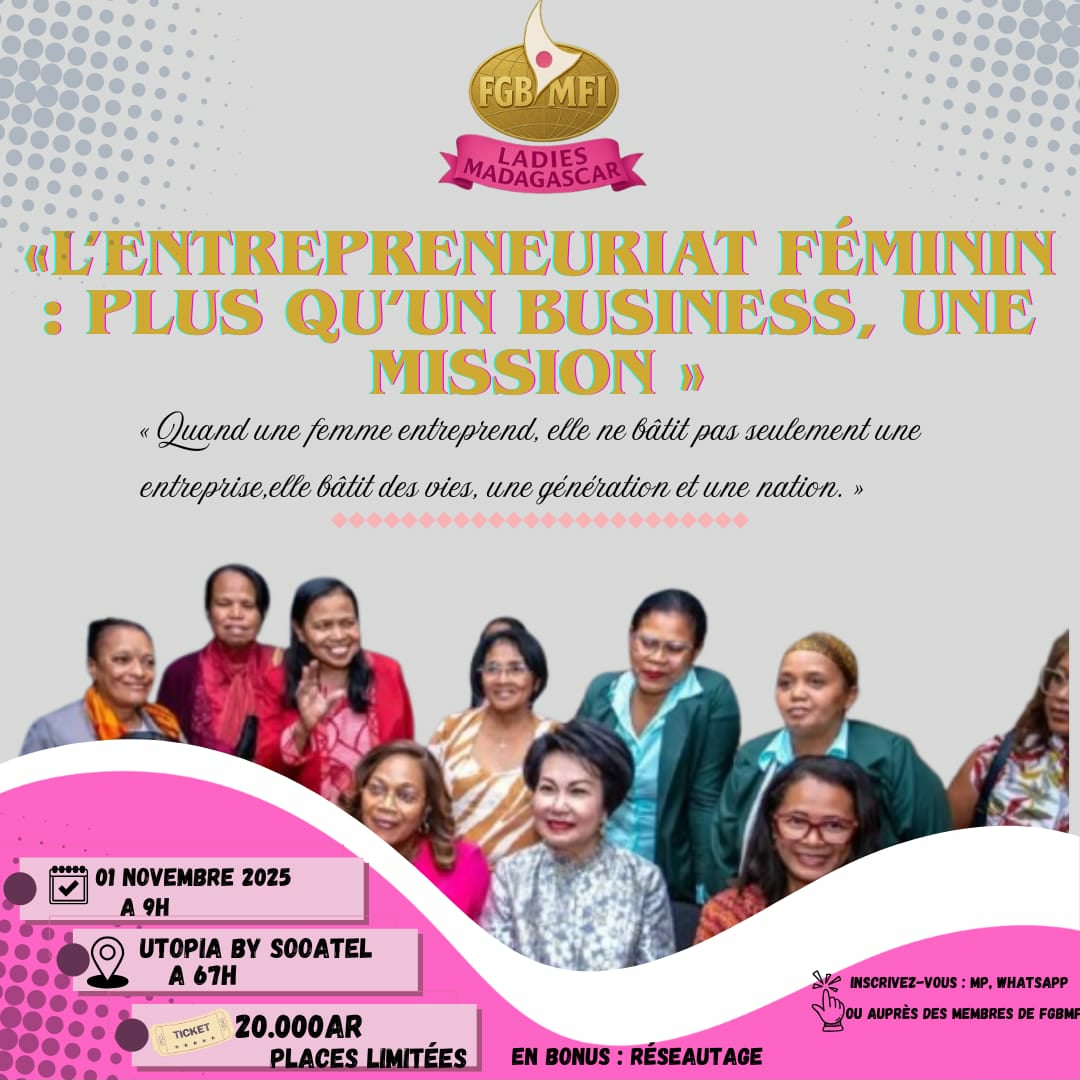 FGB MFI
LADIES
MADAGASCAR
«L'ENTREPRENEURIAT FÉMININ
: PLUS QU'UN BUSINESS, UNE
MISSION »
« Quand une femme entreprend, elle ne bâtit pas seulement une
entreprise,elle bâtit des vies, une génération et une nation. »
01 NOVEMBRE 2025
A 9H
UTOPIA BY SOOATEL
A 67H
TICKET
20.000AR
PLACES LIMITÉES
EN BONUS : RÉSEAUTAGE
INSCRIVEZ-VOUS : MP, WHATSAPP
OU AUPRÈS DES MEMBRES DE FGBMF